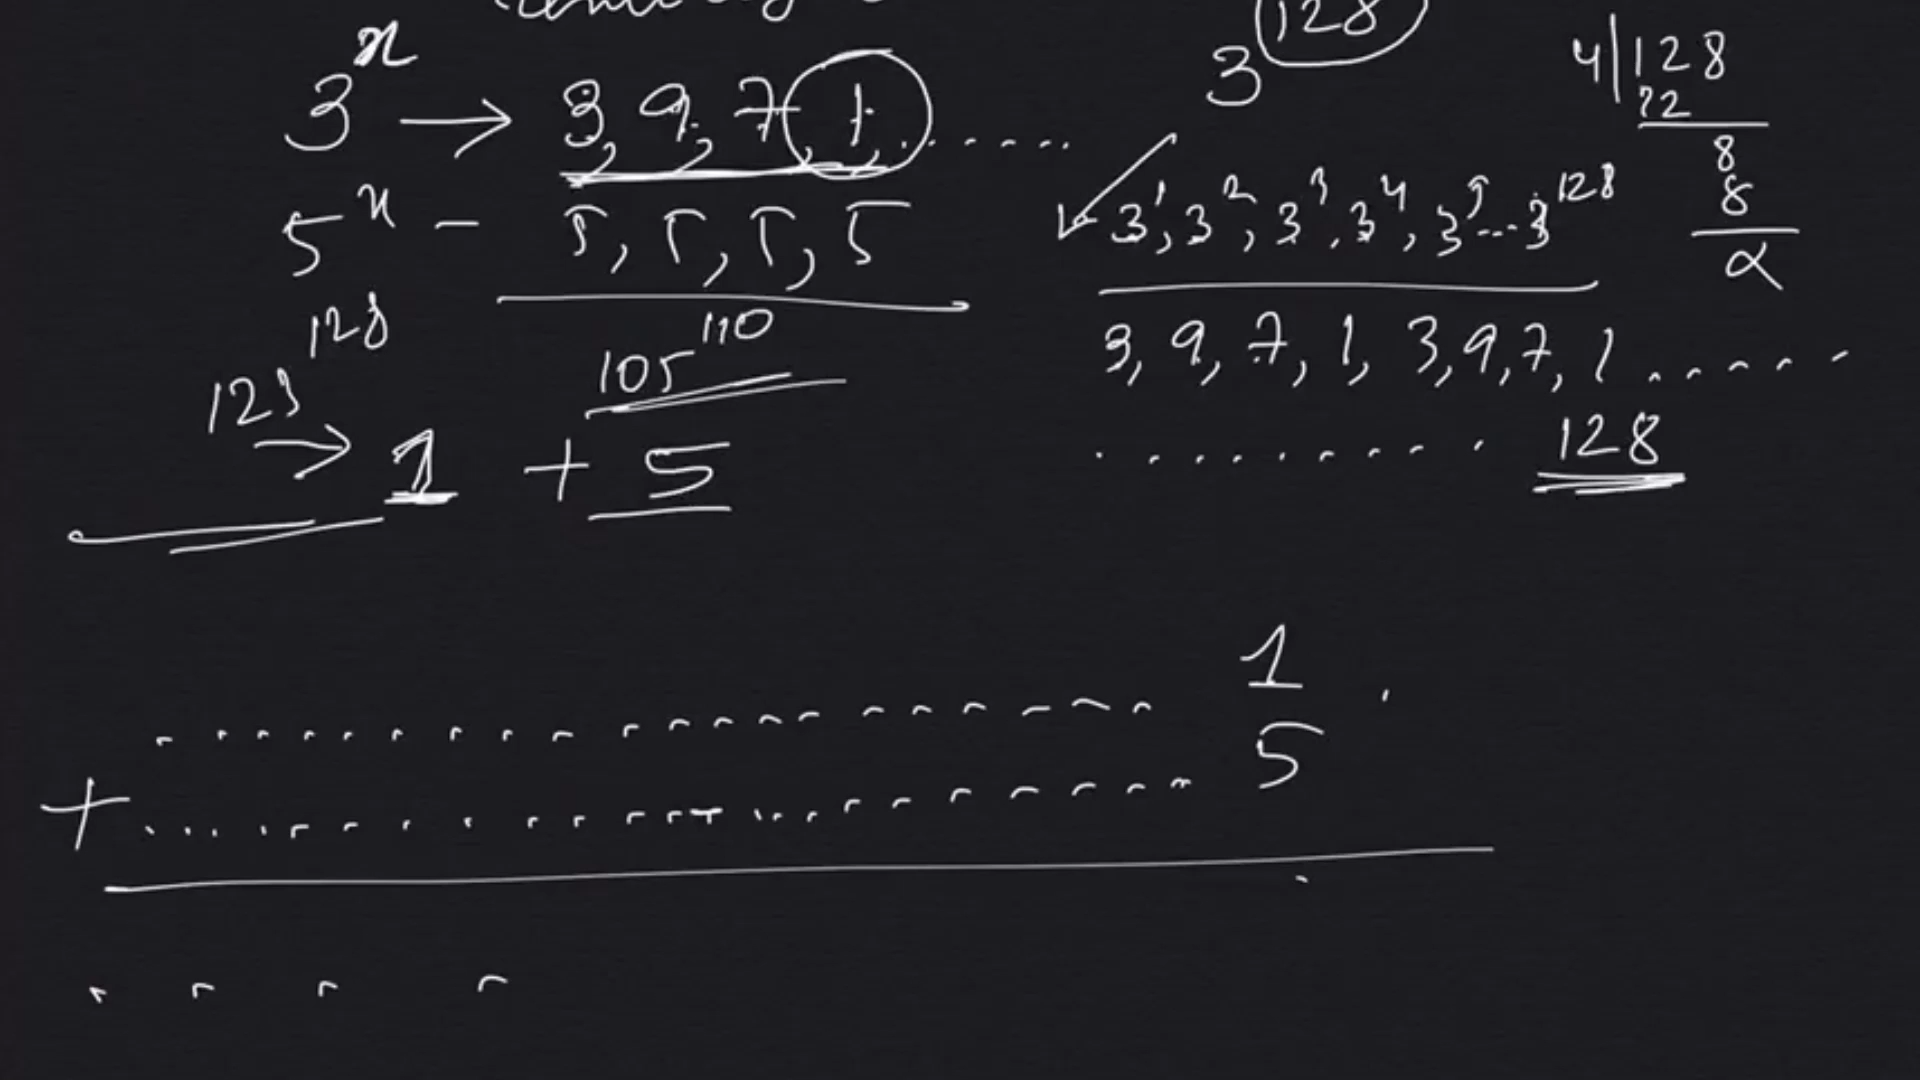 3^128
4|128
3^x → 3, 9, 7, 1, ......
8
5^x - 5, 5, 5, 5
3^1, 3^2, 3^3, 3^4, 3^5...3^128
8
123^128
105^110
3, 9, 7, 1, 3, 9, 7, 1 .....
→ 1 + 5
........ 128
1
+ 5